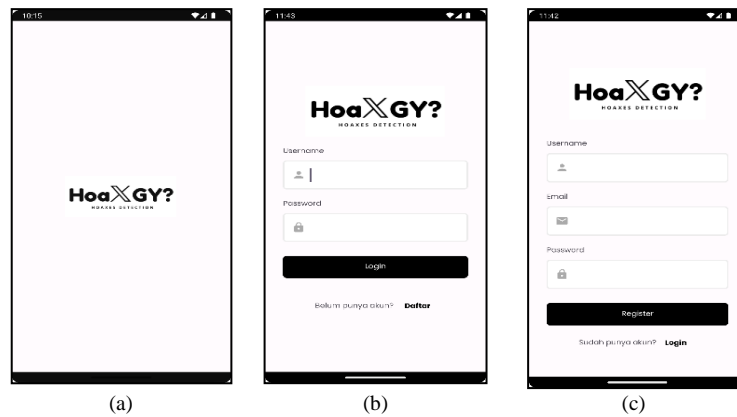 10:15
HoaXGY?
HOAXES DETECTION
(a)
11:43
HoaXGY?
HOAXES DETECTION
Username
Password
Login
Belum punya akun? Daftar
(b)
11:42
HoaXGY?
HOAXES DETECTION
Username
Email
Password
Register
Sudah punya akun? Login
(c)